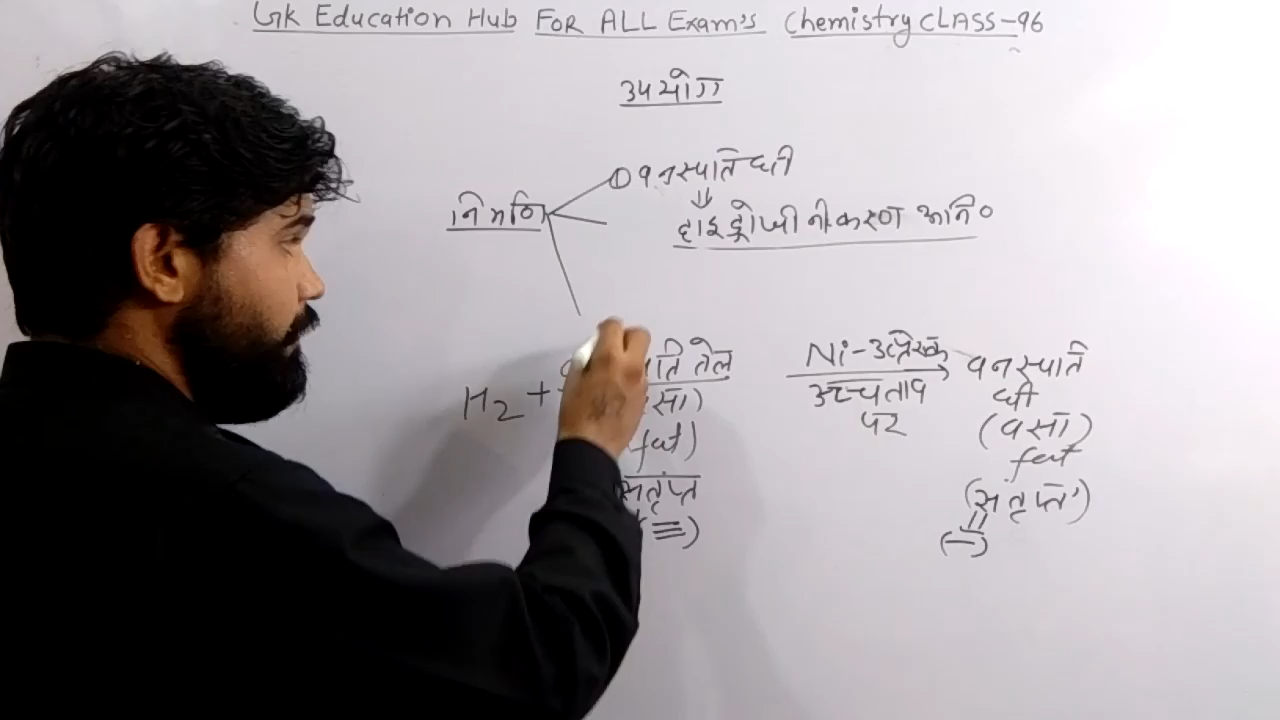 GK Education Hub FOR ALL Exam's Chemistry CLASS-96
उपयोग
निर्माण
① वनस्पति घी
⇓
हाइड्रोजनीकरण अभि०
H2 +
ति तेल
सा)
fat)
संतृप्त
(≡)
Ni-उत्प्रेरक
उच्चताप
पर
वनस्पति
घी
(वसा)
fat
(संतृप्त)
(—)